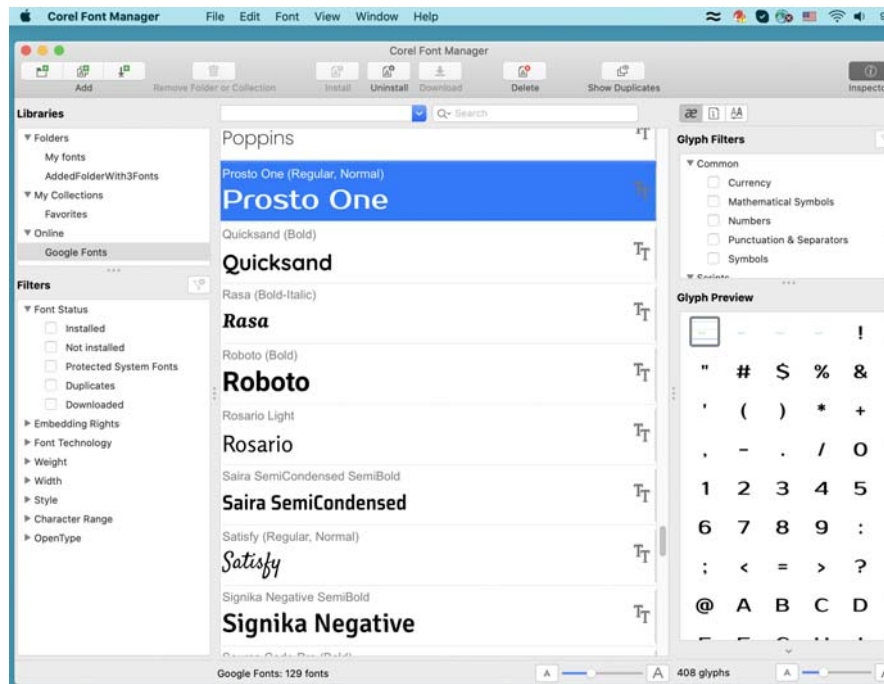 Corel Font Manager File Edit Font View Window Help
Corel Font Manager
Add Remove Folder or Collection Install Uninstall Download Delete Show Duplicates
Libraries
Search
Folders
My fonts
AddedFolderWith3Fonts
My Collections
Favorites
Online
Google Fonts
Filters
Font Status
Installed
Not installed
Protected System Fonts
Duplicates
Downloaded
Embedding Rights
Font Technology
Weight
Width
Style
Character Range
OpenType
Poppins
Prosto One (Regular, Normal)
Prosto One
Quicksand (Bold)
Quicksand
Rasa (Bold-Italic)
Rasa
Roboto (Bold)
Roboto
Rosario Light
Rosario
Saira SemiCondensed SemiBold
Saira SemiCondensed
Satisfy (Regular, Normal)
Satisfy
Signika Negative SemiBold
Signika Negative
Google Fonts: 129 fonts
A A
Glyph Filters
Common
Currency
Mathematical Symbols
Numbers
Punctuation & Separators
Symbols
Scripts
Glyph Preview
!
" # $ % &
' ( ) * +
, - . / 0
1 2 3 4 5
6 7 8 9 :
; < = > ?
@ A B C D
408 glyphs A